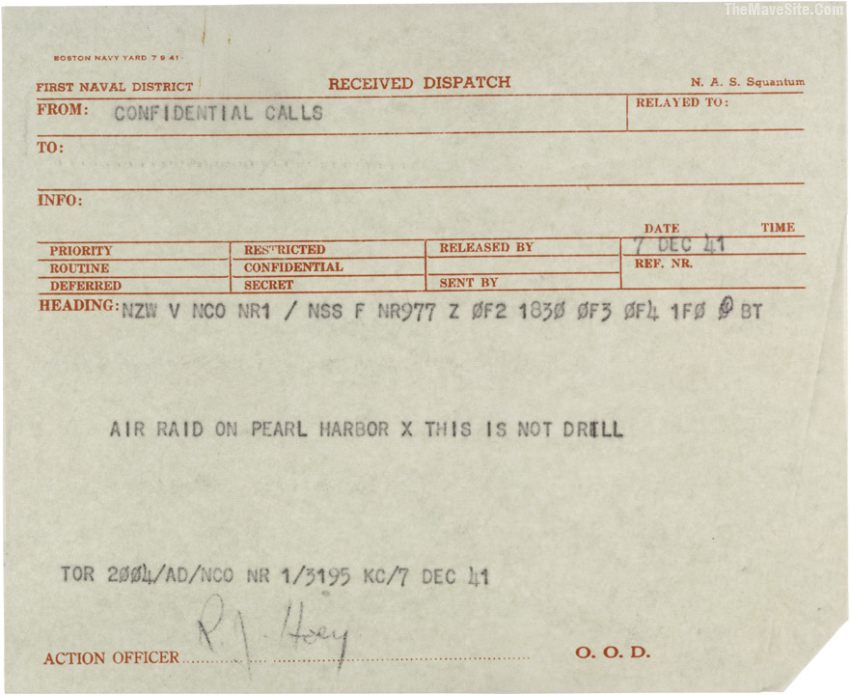 TheMaveSite.Com
BOSTON NAVY YARD 7 9 41
FIRST NAVAL DISTRICT RECEIVED DISPATCH N. A. S. Squantum
FROM: CONFIDENTIAL CALLS RELAYED TO:
TO:
INFO:
DATE TIME
7 DEC 41
PRIORITY RESTRICTED RELEASED BY
ROUTINE CONFIDENTIAL REF. NR.
DEFERRED SECRET SENT BY
HEADING: NZW V NCO NR1 / NSS F NR977 Z ØF2 183Ø ØF3 ØF4 1FØ Ø BT
AIR RAID ON PEARL HARBOR X THIS IS NOT DRILL
TOR 2ØØ4/AD/NCO NR 1/3195 KC/7 DEC 41
R. J. Hoey
ACTION OFFICER O. O. D.